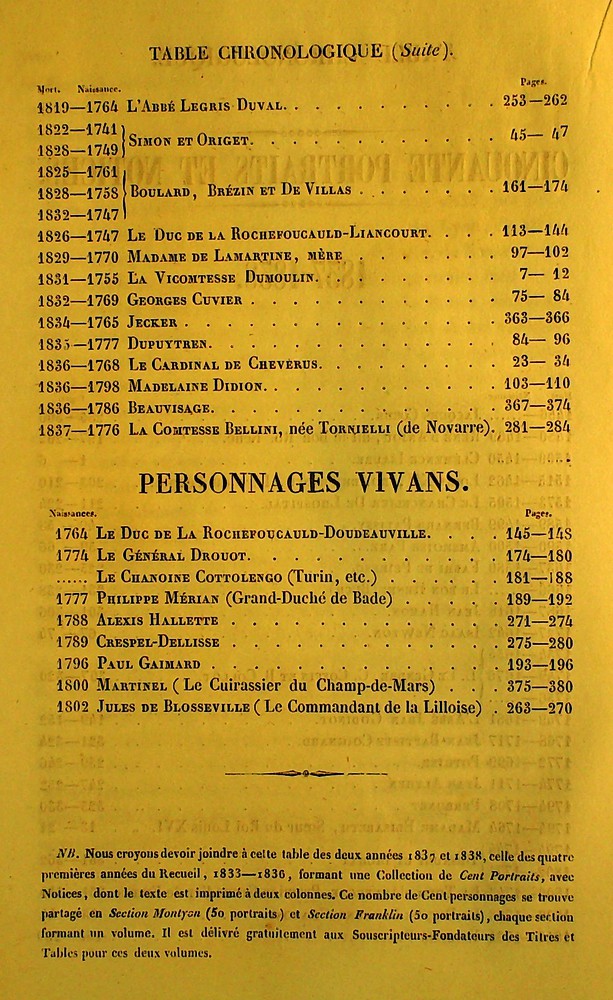 TABLE CHRONOLOGIQUE (Suite).
Mort. Naissance. Pages.
1819—1764 L'Abbé Legris Duval. . . . . . . . . . . 253—262
1822—1741
1828—1749 } Simon et Origet. . . . . . . . . . . . 45— 47
1825—1761
1828—1758 } Boulard, Brézin et De Villas . . . . . . . 161—174
1832—1747
1826—1747 Le Duc de la Rochefoucauld-Liancourt. . . . 113—144
1829—1770 Madame de Lamartine, mère . . . . . . . 97—102
1831—1755 La Vicomtesse Dumoulin. . . . . . . . . 7— 12
1832—1769 Georges Cuvier . . . . . . . . . . . . 75— 84
1834—1765 Jecker . . . . . . . . . . . . . . . 363—366
1835—1777 Dupuytren. . . . . . . . . . . . . . 84— 96
1836—1768 Le Cardinal de Cheverus. . . . . . . . . 23— 34
1836—1798 Madelaine Didion. . . . . . . . . . . . 103—110
1836—1786 Beauvisage. . . . . . . . . . . . . . 367—374
1837—1776 La Comtesse Bellini, née Tornielli (de Novarre). 281—284
PERSONNAGES VIVANS.
Naissances. Pages.
1764 Le Duc de La Rochefoucauld-Doudeauville. . . . 145—148
1774 Le Général Drouot. . . . . . . . . . . . 174—180
...... Le Chanoine Cottolengo (Turin, etc.) . . . . . . 181—188
1777 Philippe Mérian (Grand-Duché de Bade) . . . . . 189—192
1788 Alexis Hallette . . . . . . . . . . . . . 271—274
1789 Crespel-Dellisse . . . . . . . . . . . . . 275—280
1796 Paul Gaimard . . . . . . . . . . . . . . 193—196
1800 Martinel ( Le Cuirassier du Champ-de-Mars) . . . 375—380
1802 Jules de Blosseville ( Le Commandant de la Lilloise) . 263—270
NB. Nous croyons devoir joindre à cette table des deux années 1837 et 1838, celle des quatre
premières années du Recueil, 1833—1836, formant une Collection de Cent Portraits, avec
Notices, dont le texte est imprimé à deux colonnes. Ce nombre de Cent personnages se trouve
partagé en Section Montyon (50 portraits) et Section Franklin (50 portraits), chaque section
formant un volume. Il est délivré gratuitement aux Souscripteurs-Fondateurs des Titres et
Tables pour ces deux volumes.